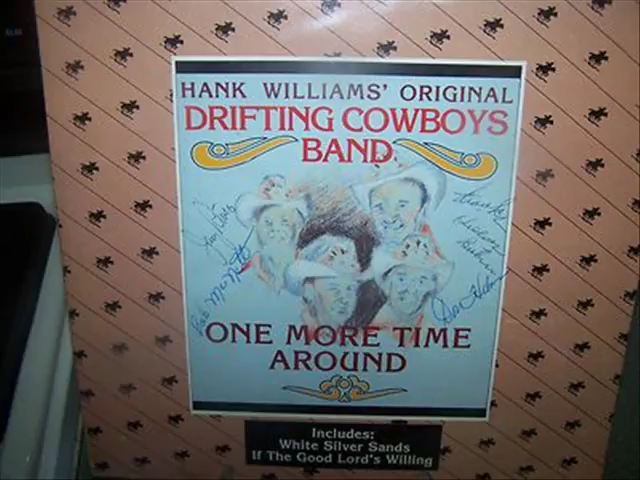 HANK WILLIAMS' ORIGINAL
DRIFTING COWBOYS
BAND
ONE MORE TIME
AROUND
Includes:
White Silver Sands
If The Good Lord's Willing